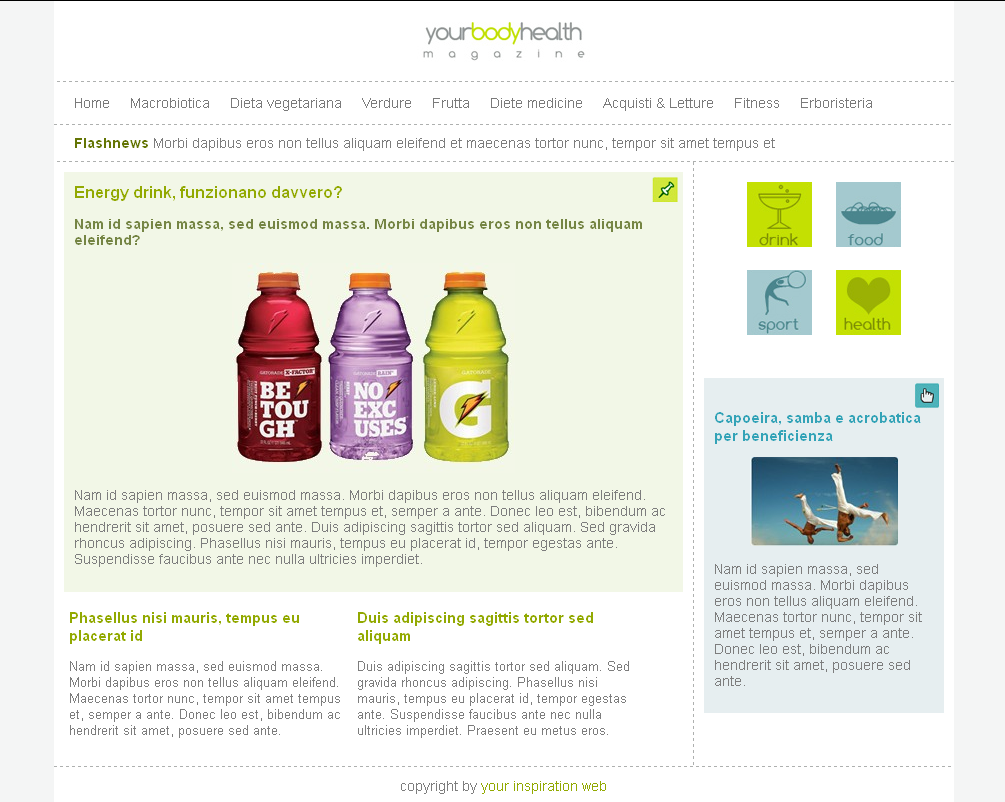 yourbodyhealth
magazine
Home Macrobiotica Dieta vegetariana Verdure Frutta Diete medicine Acquisti & Letture Fitness Erboristeria
Flashnews Morbi dapibus eros non tellus aliquam eleifend et maecenas tortor nunc, tempor sit amet tempus et
Energy drink, funzionano davvero?
Nam id sapien massa, sed euismod massa. Morbi dapibus eros non tellus aliquam
eleifend?
GATORADE X-FACTOR
BE
TOU
GH
GATORADE RAIN
NO
EXC
USES
GATORADE
G
Nam id sapien massa, sed euismod massa. Morbi dapibus eros non tellus aliquam eleifend.
Maecenas tortor nunc, tempor sit amet tempus et, semper a ante. Donec leo est, bibendum ac
hendrerit sit amet, posuere sed ante. Duis adipiscing sagittis tortor sed aliquam. Sed gravida
rhoncus adipiscing. Phasellus nisi mauris, tempus eu placerat id, tempor egestas ante.
Suspendisse faucibus ante nec nulla ultricies imperdiet.
Phasellus nisi mauris, tempus eu
placerat id
Nam id sapien massa, sed euismod massa.
Morbi dapibus eros non tellus aliquam eleifend.
Maecenas tortor nunc, tempor sit amet tempus
et, semper a ante. Donec leo est, bibendum ac
hendrerit sit amet, posuere sed ante.
Duis adipiscing sagittis tortor sed
aliquam
Duis adipiscing sagittis tortor sed aliquam. Sed
gravida rhoncus adipiscing. Phasellus nisi
mauris, tempus eu placerat id, tempor egestas
ante. Suspendisse faucibus ante nec nulla
ultricies imperdiet. Praesent eu metus eros.
drink
food
sport
health
Capoeira, samba e acrobatica
per beneficienza
Nam id sapien massa, sed
euismod massa. Morbi dapibus
eros non tellus aliquam eleifend.
Maecenas tortor nunc, tempor sit
amet tempus et, semper a ante.
Donec leo est, bibendum ac
hendrerit sit amet, posuere sed
ante.
copyright by your inspiration web